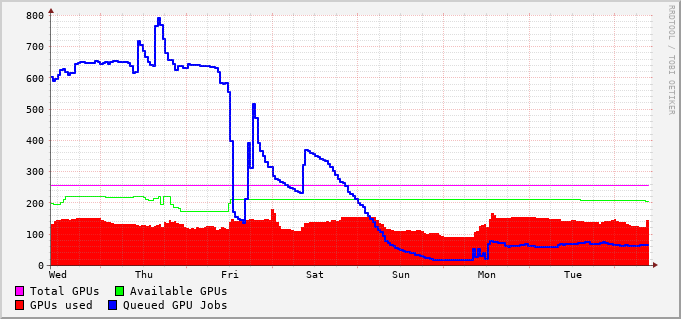 800
700
600
500
400
300
200
100
0
Wed Thu Fri Sat Sun Mon Tue
Total GPUs Available GPUs
GPUs used Queued GPU Jobs
RRDTOOL / TOBI OETIKER